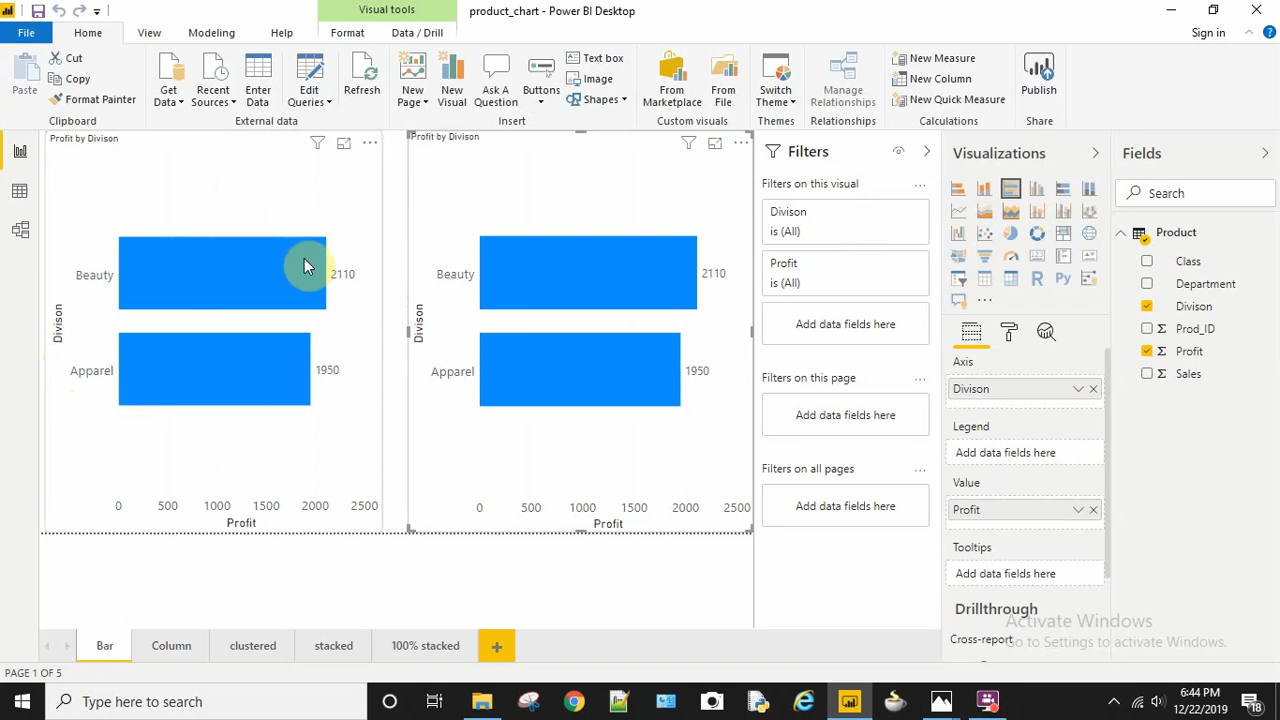 Visual tools
product_chart - Power BI Desktop
File
Home
View
Modeling
Help
Format
Data / Drill
Sign in
Paste
Cut
Copy
Format Painter
Clipboard
Get Data
Recent Sources
Enter Data
Edit Queries
Refresh
External data
New Page
New Visual
Ask A Question
Buttons
Text box
Image
Shapes
Insert
From Marketplace
From File
Custom visuals
Switch Theme
Themes
Manage Relationships
Relationships
New Measure
New Column
New Quick Measure
Calculations
Publish
Share
Profit by Divison
Beauty
2110
Apparel
1950
Divison
0 500 1000 1500 2000 2500
Profit
Profit by Divison
Beauty
2110
Apparel
1950
Divison
0 500 1000 1500 2000 2500
Profit
Filters
Filters on this visual
Divison
is (All)
Profit
is (All)
Add data fields here
Filters on this page
Add data fields here
Filters on all pages
Add data fields here
Visualizations
R
Py
Axis
Divison
Legend
Add data fields here
Value
Profit
Tooltips
Add data fields here
Drillthrough
Cross-report
Fields
Search
Product
Class
Department
Divison
Prod_ID
Profit
Sales
Activate Windows
Go to Settings to activate Windows.
Bar
Column
clustered
stacked
100% stacked
PAGE 1 OF 5
Type here to search
6:44 PM
12/22/2019
18